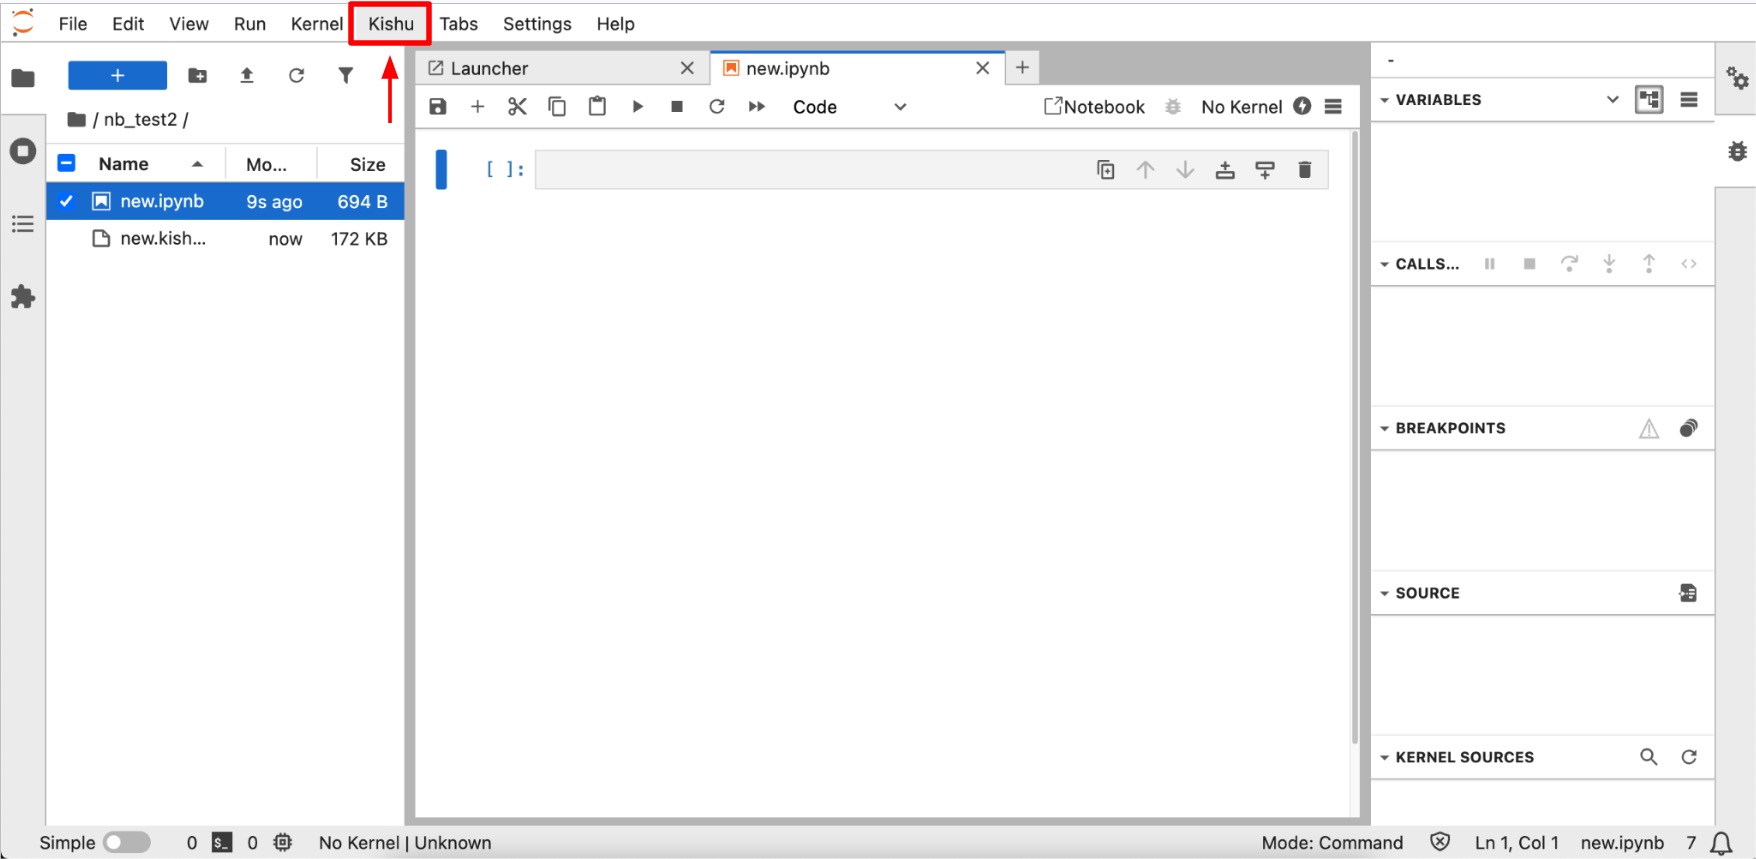 File Edit View Run Kernel Kishu Tabs Settings Help
Launcher
new.ipynb
/ nb_test2 /
Code
Notebook
No Kernel
Name Mo... Size
new.ipynb 9s ago 694 B
new.kish... now 172 KB
[ ]:
-
VARIABLES
CALLS...
BREAKPOINTS
SOURCE
KERNEL SOURCES
Simple 0 $_ 0 No Kernel | Unknown Mode: Command Ln 1, Col 1 new.ipynb 7